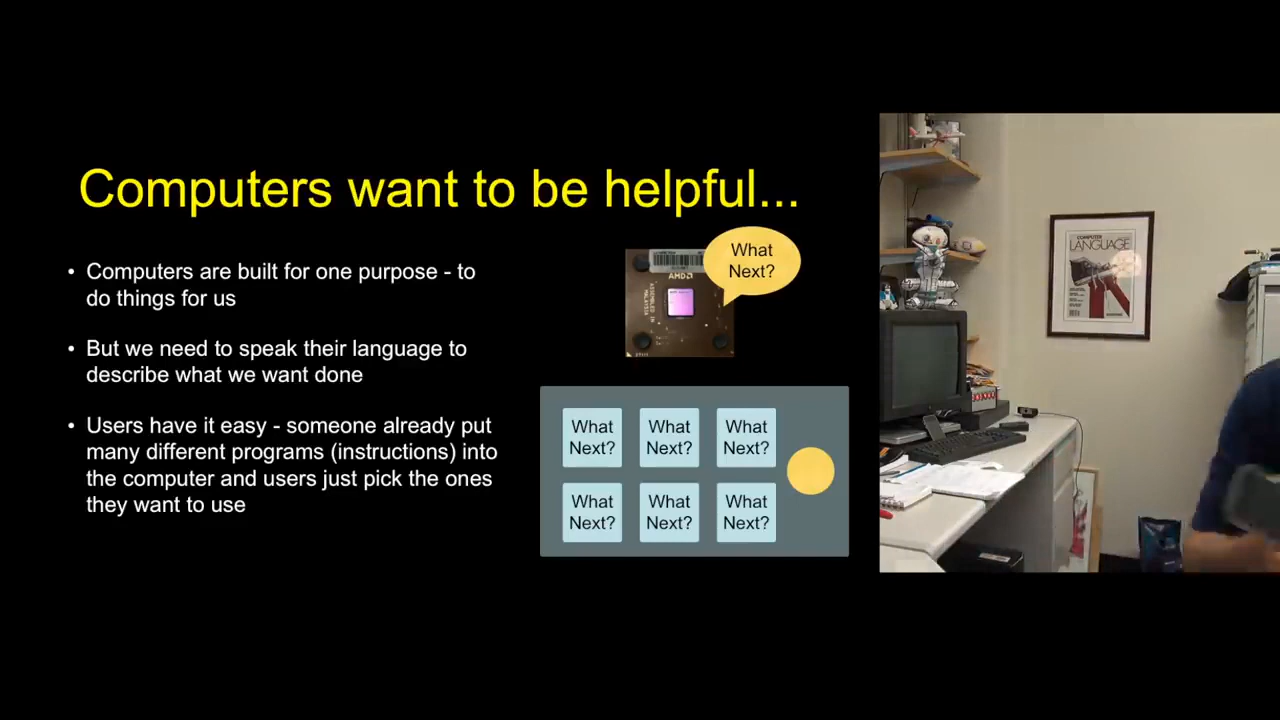 Computers want to be helpful...
• Computers are built for one purpose - to
do things for us
• But we need to speak their language to
describe what we want done
• Users have it easy - someone already put
many different programs (instructions) into
the computer and users just pick the ones
they want to use
What
Next?
AMD
ASSEMBLED IN
MALAYSIA
What
Next?
What
Next?
What
Next?
What
Next?
What
Next?
What
Next?
COMPUTER
LANGUAGE